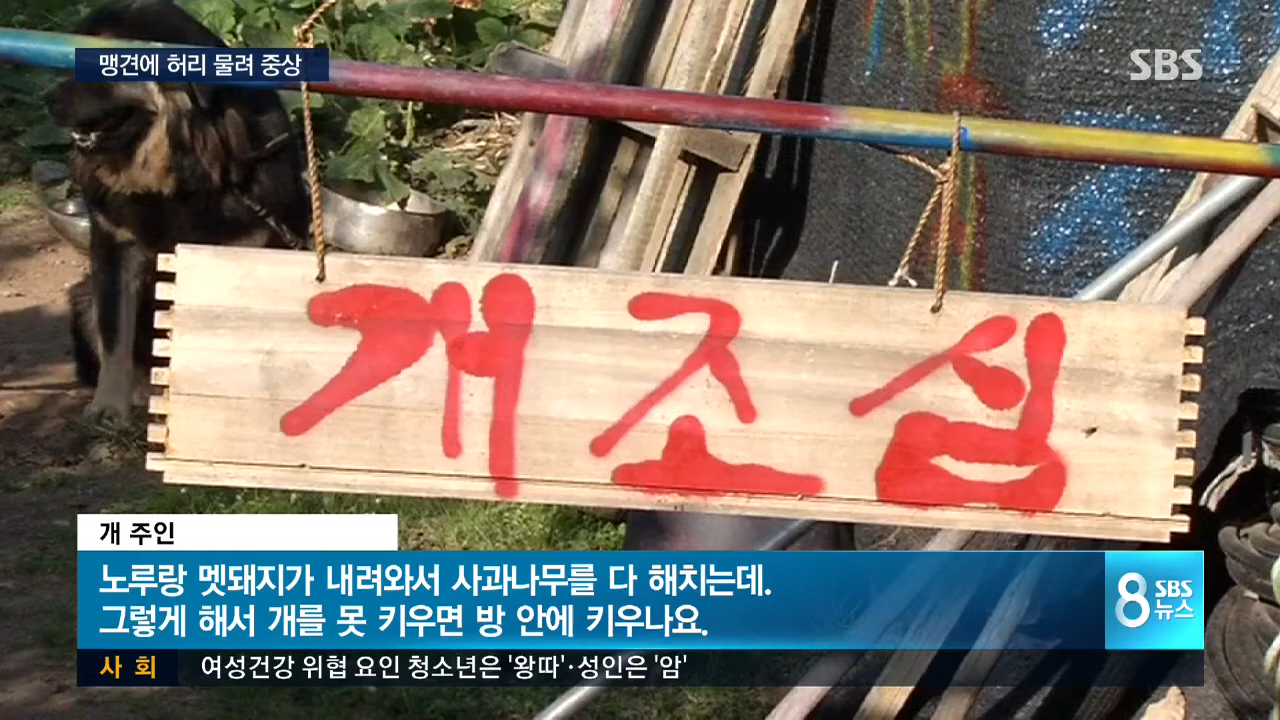 맹견에 허리 물려 중상
SBS
개조심
개 주인
노루랑 멧돼지가 내려와서 사과나무를 다 해치는데.
그렇게 해서 개를 못 키우면 방 안에 키우나요.
8 SBS 뉴스
사 회 여성건강 위협 요인 청소년은 '왕따'·성인은 '암'